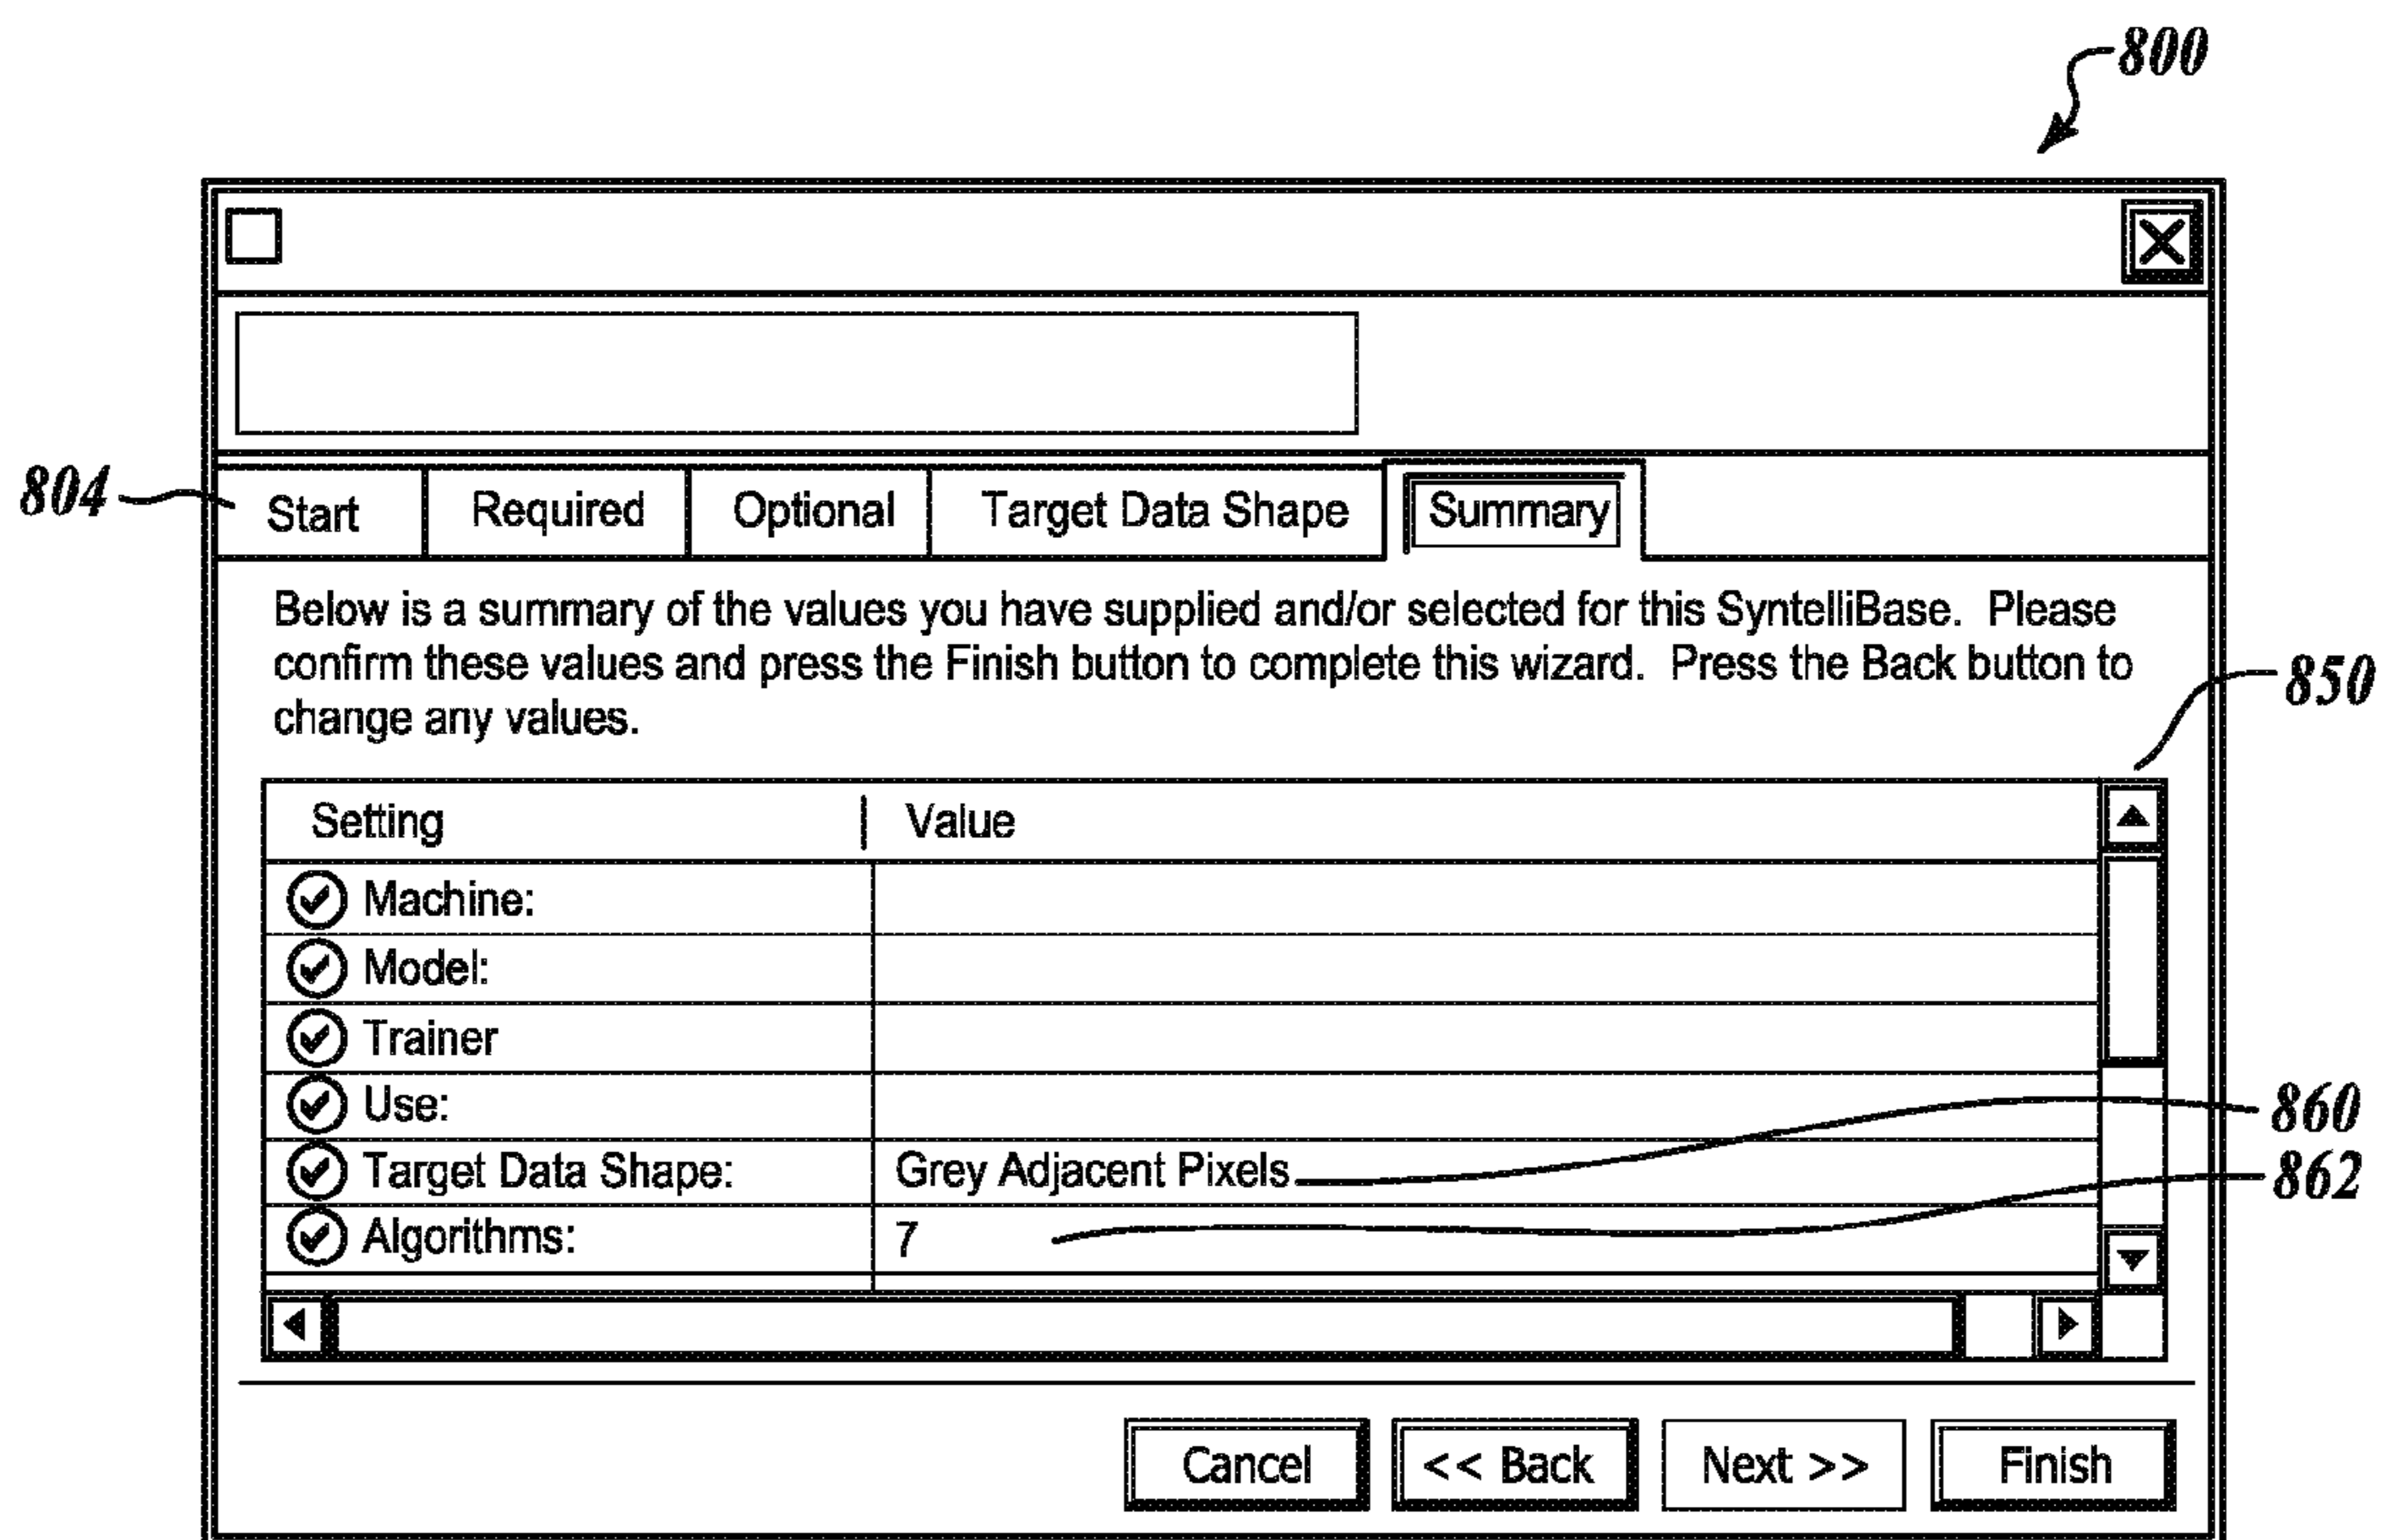 800
804
Start Required Optional Target Data Shape Summary
Below is a summary of the values you have supplied and/or selected for this SyntelliBase. Please
confirm these values and press the Finish button to complete this wizard. Press the Back button to
change any values.
850
Setting Value
Machine:
Model:
Trainer
Use:
860
Target Data Shape: Grey Adjacent Pixels
862
Algorithms: 7
Cancel << Back Next >> Finish